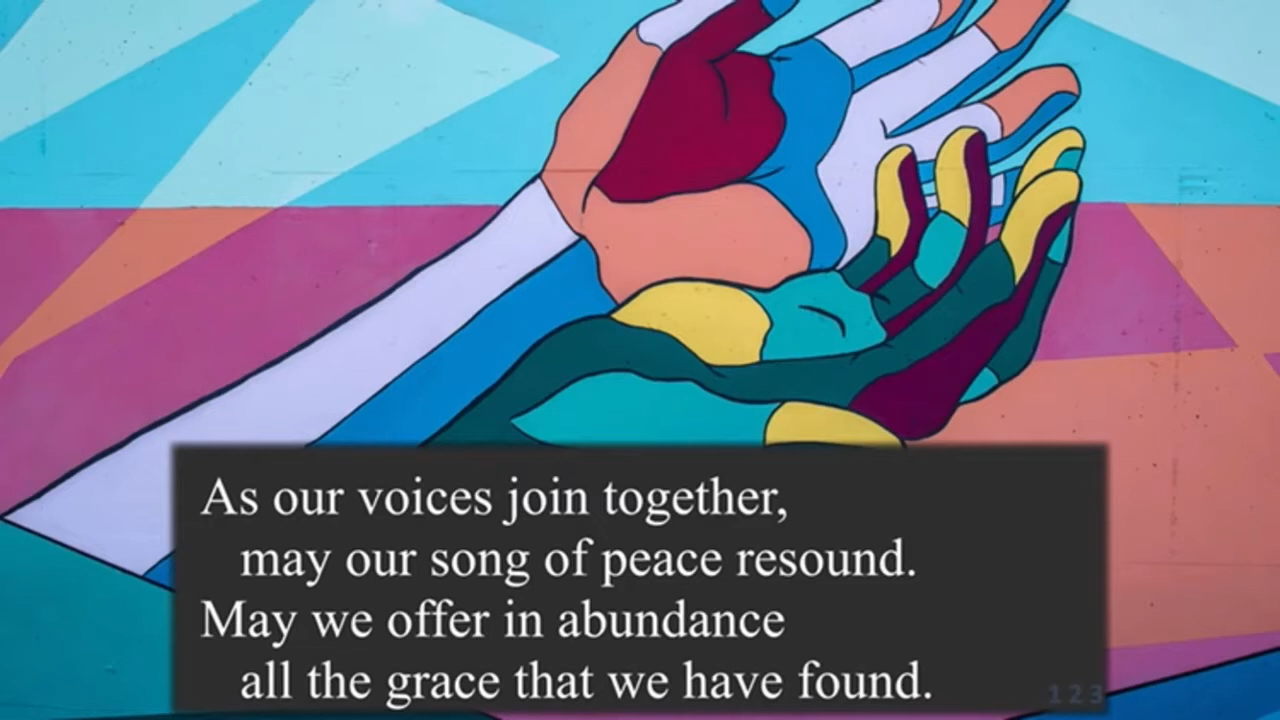 As our voices join together,
may our song of peace resound.
May we offer in abundance
all the grace that we have found.
123